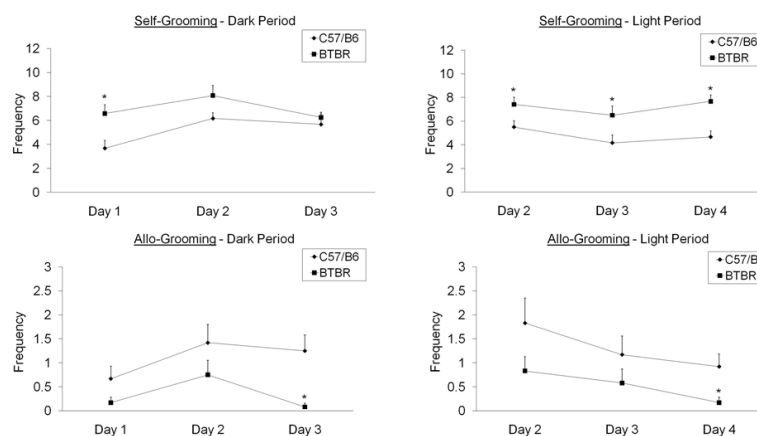 Self-Grooming - Dark Period
C57/B6
BTBR
Frequency
12
10
8
6
4
2
0
*
Day 1
Day 2
Day 3
Self-Grooming - Light Period
C57/B6
BTBR
Frequency
12
10
8
6
4
2
0
*
*
*
Day 2
Day 3
Day 4
Allo-Grooming - Dark Period
C57/B6
BTBR
Frequency
3
2.5
2
1.5
1
0.5
0
*
Day 1
Day 2
Day 3
Allo-Grooming - Light Period
C57/B
BTBR
Frequency
3
2.5
2
1.5
1
0.5
0
*
Day 2
Day 3
Day 4